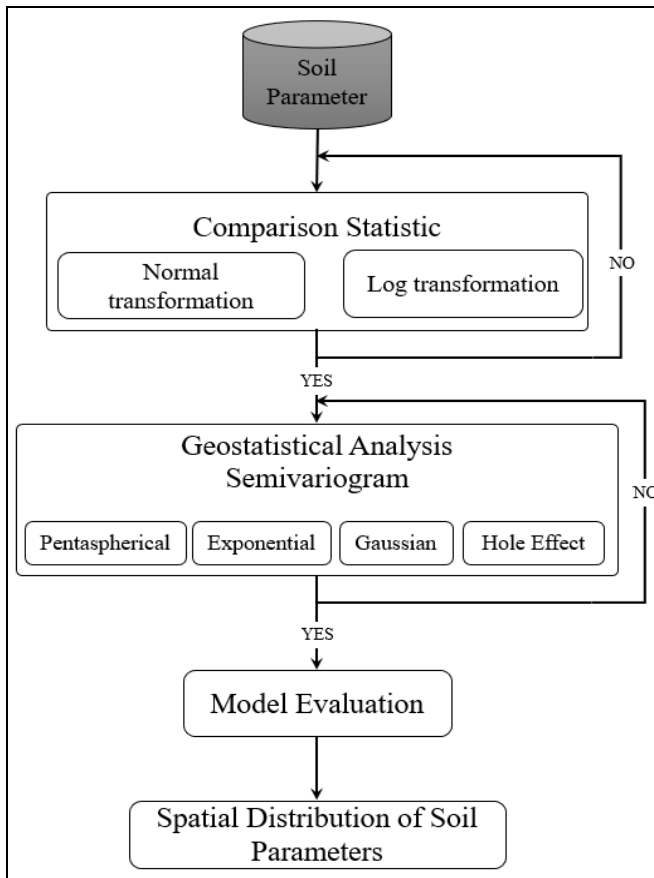 Soil
Parameter
Comparison Statistic
Normal
transformation
Log transformation
NO
YES
Geostatistical Analysis
Semivariogram
NO
Pentaspherical
Exponential
Gaussian
Hole Effect
YES
Model Evaluation
Spatial Distribution of Soil
Parameters